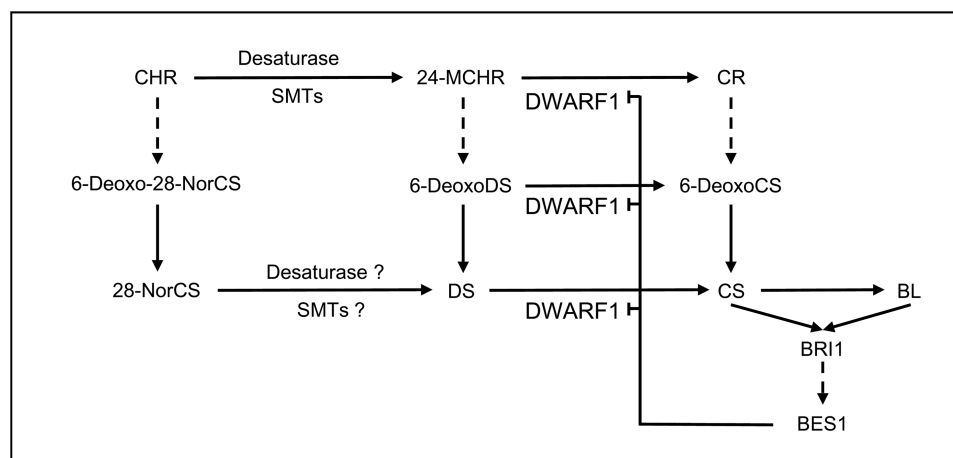 Desaturase
CHR 24-MCHR CR
SMTs DWARF1
6-Deoxo-28-NorCS 6-DeoxoDS 6-DeoxoCS
DWARF1
Desaturase ?
28-NorCS DS CS BL
SMTs ? DWARF1
BRI1
BES1